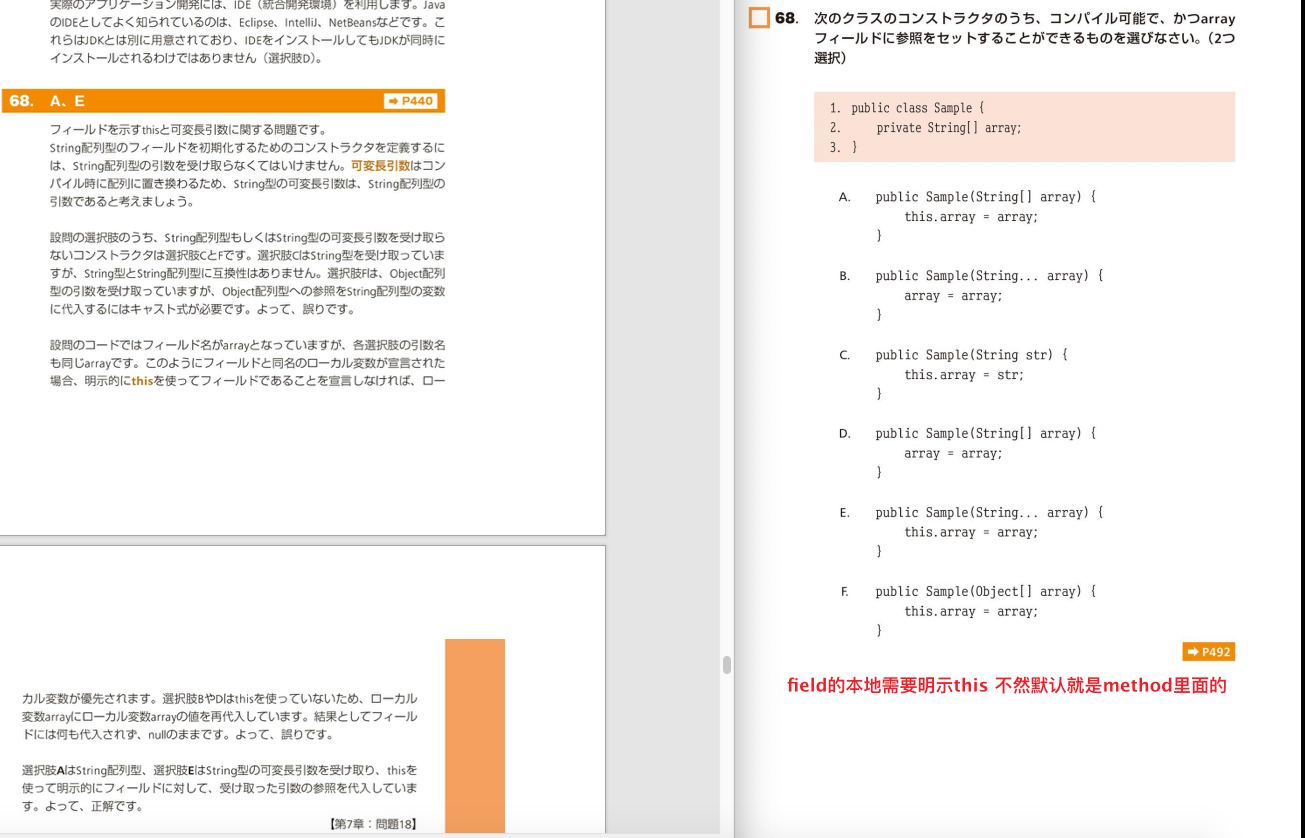 実際のアプリケーション開発には、IDE（統合開発環境）を利用します。Java
のIDEとしてよく知られているのは、Eclipse、IntelliJ、NetBeansなどです。こ
れらはJDKとは別に用意されており、IDEをインストールしてもJDKが同時に
インストールされるわけではありません（選択肢D）。
68. A、E ➡ P440
フィールドを示すthisと可変長引数に関する問題です。
String配列型のフィールドを初期化するためのコンストラクタを定義するに
は、String配列型の引数を受け取らなくてはいけません。可変長引数はコン
パイル時に配列に置き換わるため、String型の可変長引数は、String配列型の
引数であると考えましょう。
設問の選択肢のうち、String配列型もしくはString型の可変長引数を受け取ら
ないコンストラクタは選択肢CとFです。選択肢CはString型を受け取っていま
すが、String型とString配列型に互換性はありません。選択肢Fは、Object配列
型の引数を受け取っていますが、Object配列型への参照をString配列型の変数
に代入するにはキャスト式が必要です。よって、誤りです。
設問のコードではフィールド名がarrayとなっていますが、各選択肢の引数名
も同じarrayです。このようにフィールドと同名のローカル変数が宣言された
場合、明示的にthisを使ってフィールドであることを宣言しなければ、ロー
カル変数が優先されます。選択肢BやDはthisを使っていないため、ローカル
変数arrayにローカル変数arrayの値を再代入しています。結果としてフィール
ドには何も代入されず、nullのままです。よって、誤りです。
選択肢AはString配列型、選択肢EはString型の可変長引数を受け取り、thisを
使って明示的にフィールドに対して、受け取った引数の参照を代入していま
す。よって、正解です。
【第7章：問題18】
68. 次のクラスのコンストラクタのうち、コンパイル可能で、かつarray
フィールドに参照をセットすることができるものを選びなさい。（2つ
選択）
1. public class Sample {
2. private String[] array;
3. }
A. public Sample(String[] array) {
this.array = array;
}
B. public Sample(String... array) {
array = array;
}
C. public Sample(String str) {
this.array = str;
}
D. public Sample(String[] array) {
array = array;
}
E. public Sample(String... array) {
this.array = array;
}
F. public Sample(Object[] array) {
this.array = array;
}
➡ P492
field的本地需要明示this 不然默认就是method里面的